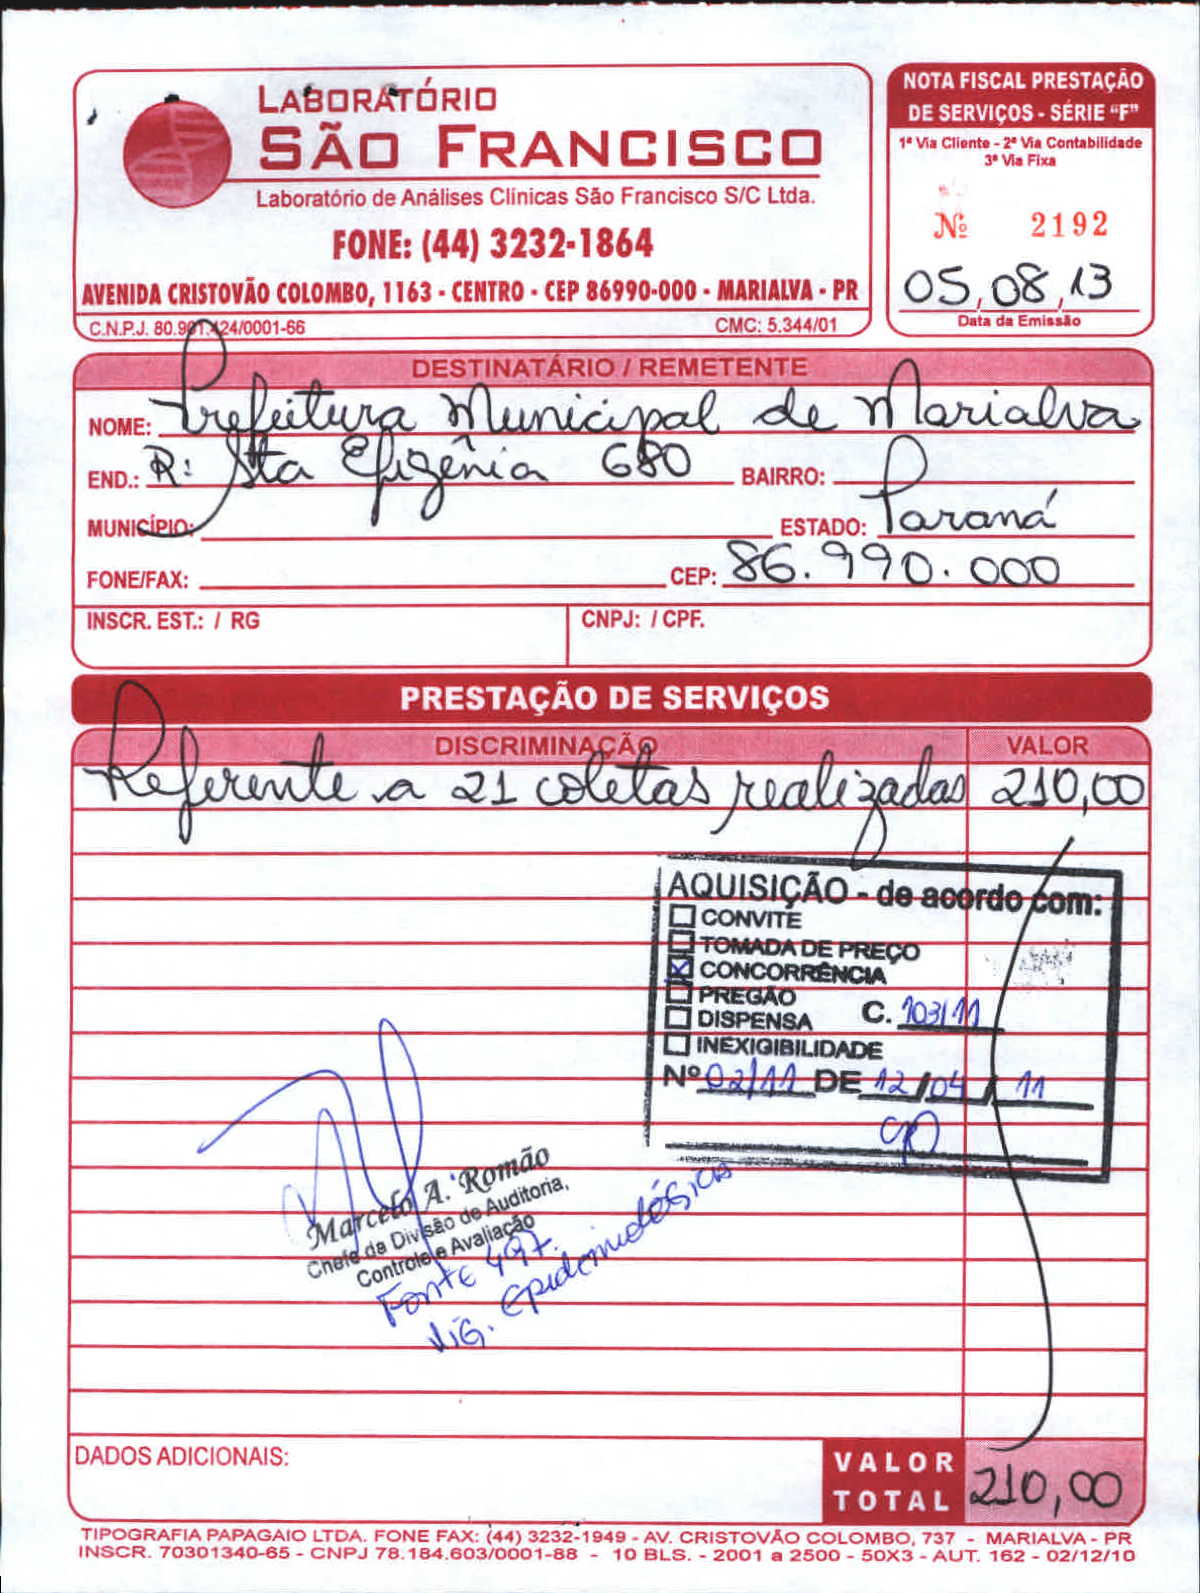 LABORATÓRIO
SÃO FRANCISCO
Laboratório de Análises Clínicas São Francisco S/C Ltda.
FONE: (44) 3232-1864
AVENIDA CRISTOVÃO COLOMBO, 1163 - CENTRO - CEP 86990-000 - MARIALVA - PR
C.N.P.J. 80.901.424/0001-66 CMC: 5.344/01
NOTA FISCAL PRESTAÇÃO
DE SERVIÇOS - SÉRIE “F”
1ª Via Cliente - 2ª Via Contabilidade
3ª Via Fixa
Nº 2192
05,08,13
Data da Emissão
DESTINATÁRIO / REMETENTE
NOME: Prefeitura Municipal de Marialva
END.: R: Sta Efigênia 680 BAIRRO:
MUNICÍPIO: ESTADO: Paraná
FONE/FAX: CEP: 86.990.000
INSCR. EST.: / RG CNPJ: / CPF.
PRESTAÇÃO DE SERVIÇOS
DISCRIMINAÇÃO VALOR
Referente a 21 coletas realizadas 210,00
AQUISIÇÃO - de acordo com:
CONVITE
TOMADA DE PREÇO
X CONCORRÊNCIA
PREGÃO
DISPENSA C. 103/11
INEXIGIBILIDADE
Nº 02/11 DE 12/04/11
Marcelo A. Romão
Chefe da Divisão de Auditoria,
Controle e Avaliação
Fonte 497.
Vig. Epidemiológica
DADOS ADICIONAIS:
VALOR
TOTAL 210,00
TIPOGRAFIA PAPAGAIO LTDA. FONE FAX: (44) 3232-1949 - AV. CRISTOVÃO COLOMBO, 737 - MARIALVA - PR
INSCR. 70301340-65 - CNPJ 78.184.603/0001-88 - 10 BLS. - 2001 a 2500 - 50X3 - AUT. 162 - 02/12/10